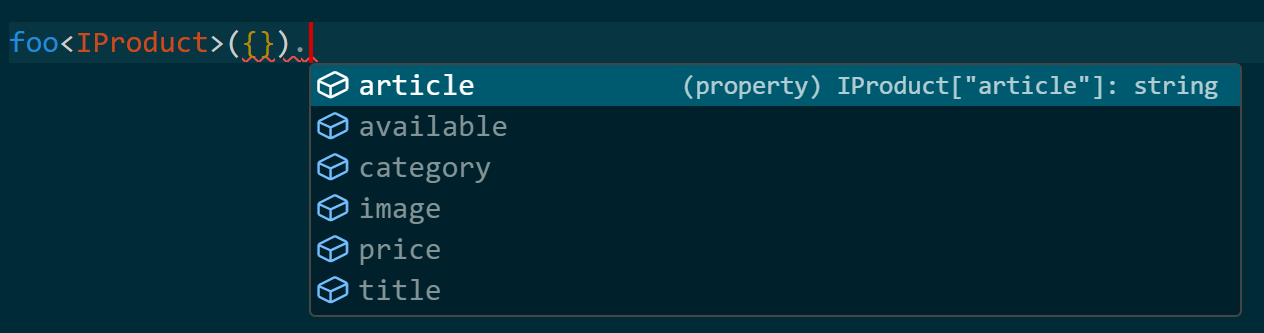 foo<IProduct>({}).
article (property) IProduct["article"]: string
available
category
image
price
title